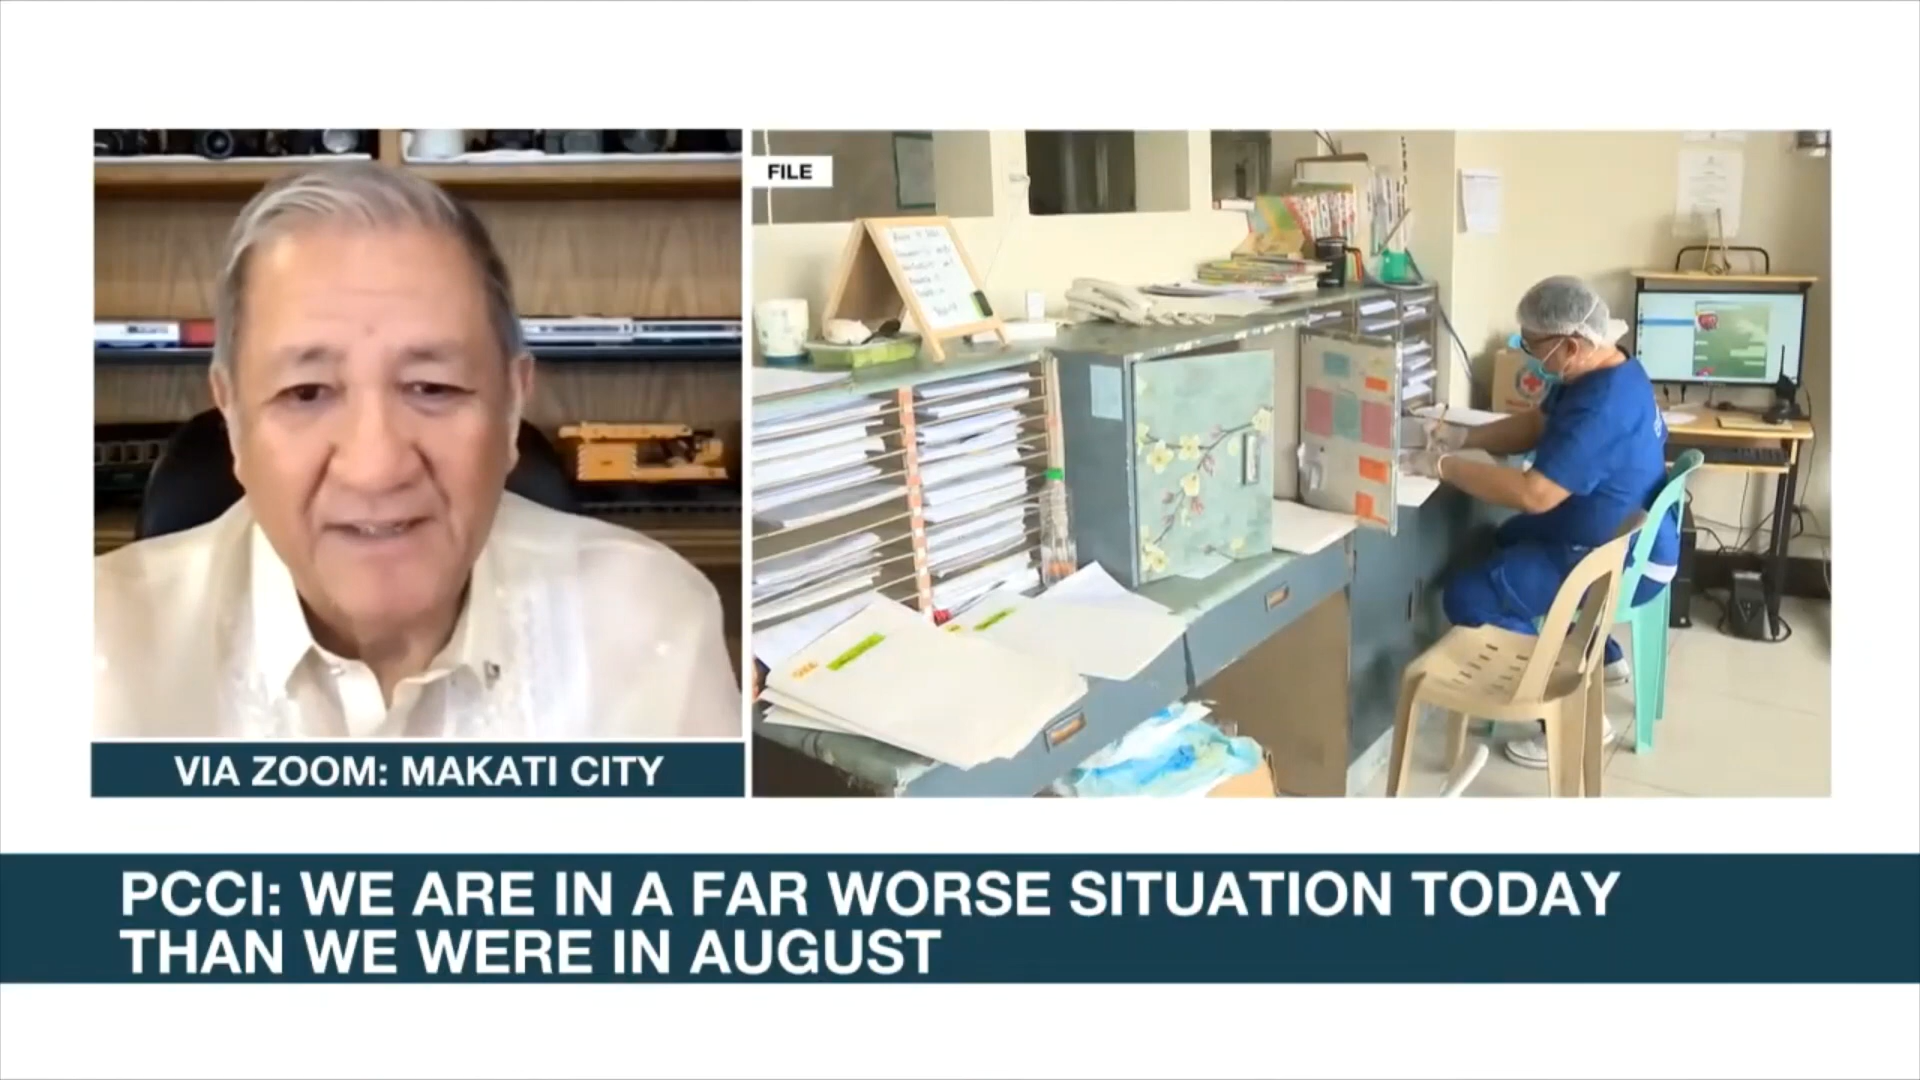 FILE
VIA ZOOM: MAKATI CITY
PCCI: WE ARE IN A FAR WORSE SITUATION TODAY
THAN WE WERE IN AUGUST